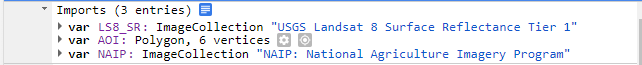 Imports (3 entries)
var LS8_SR: ImageCollection "USGS Landsat 8 Surface Reflectance Tier 1"
var AOI: Polygon, 6 vertices
var NAIP: ImageCollection "NAIP: National Agriculture Imagery Program"